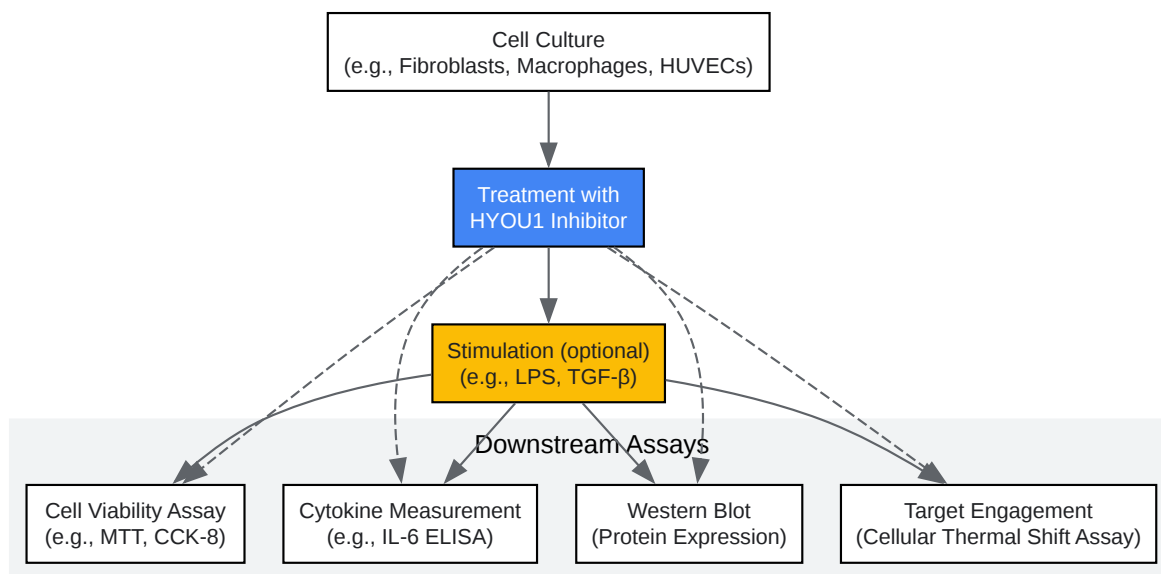 Cell Culture
(e.g., Fibroblasts, Macrophages, HUVECs)
Treatment with
HYOU1 Inhibitor
Stimulation (optional)
(e.g., LPS, TGF-β)
Downstream Assays
Cell Viability Assay
(e.g., MTT, CCK-8)
Cytokine Measurement
(e.g., IL-6 ELISA)
Western Blot
(Protein Expression)
Target Engagement
(Cellular Thermal Shift Assay)